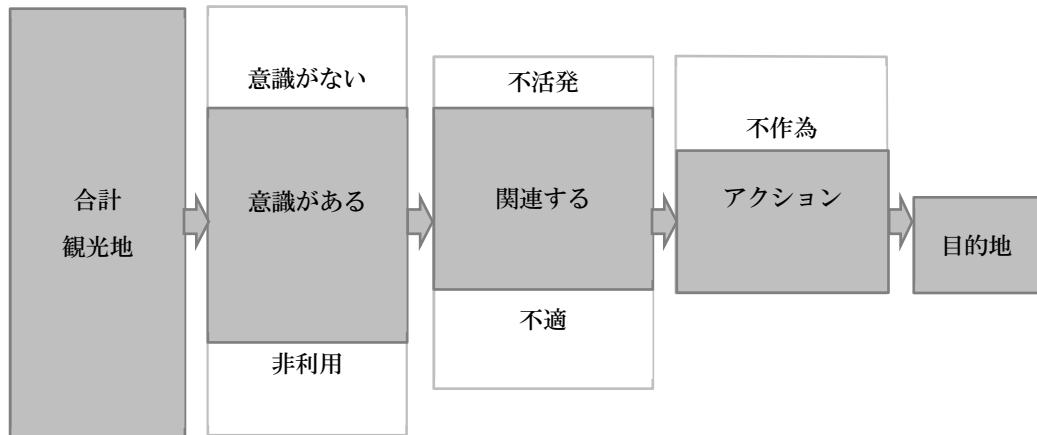 合計
観光地
意識がない
意識がある
非利用
不活発
関連する
不適
不作為
アクション
目的地